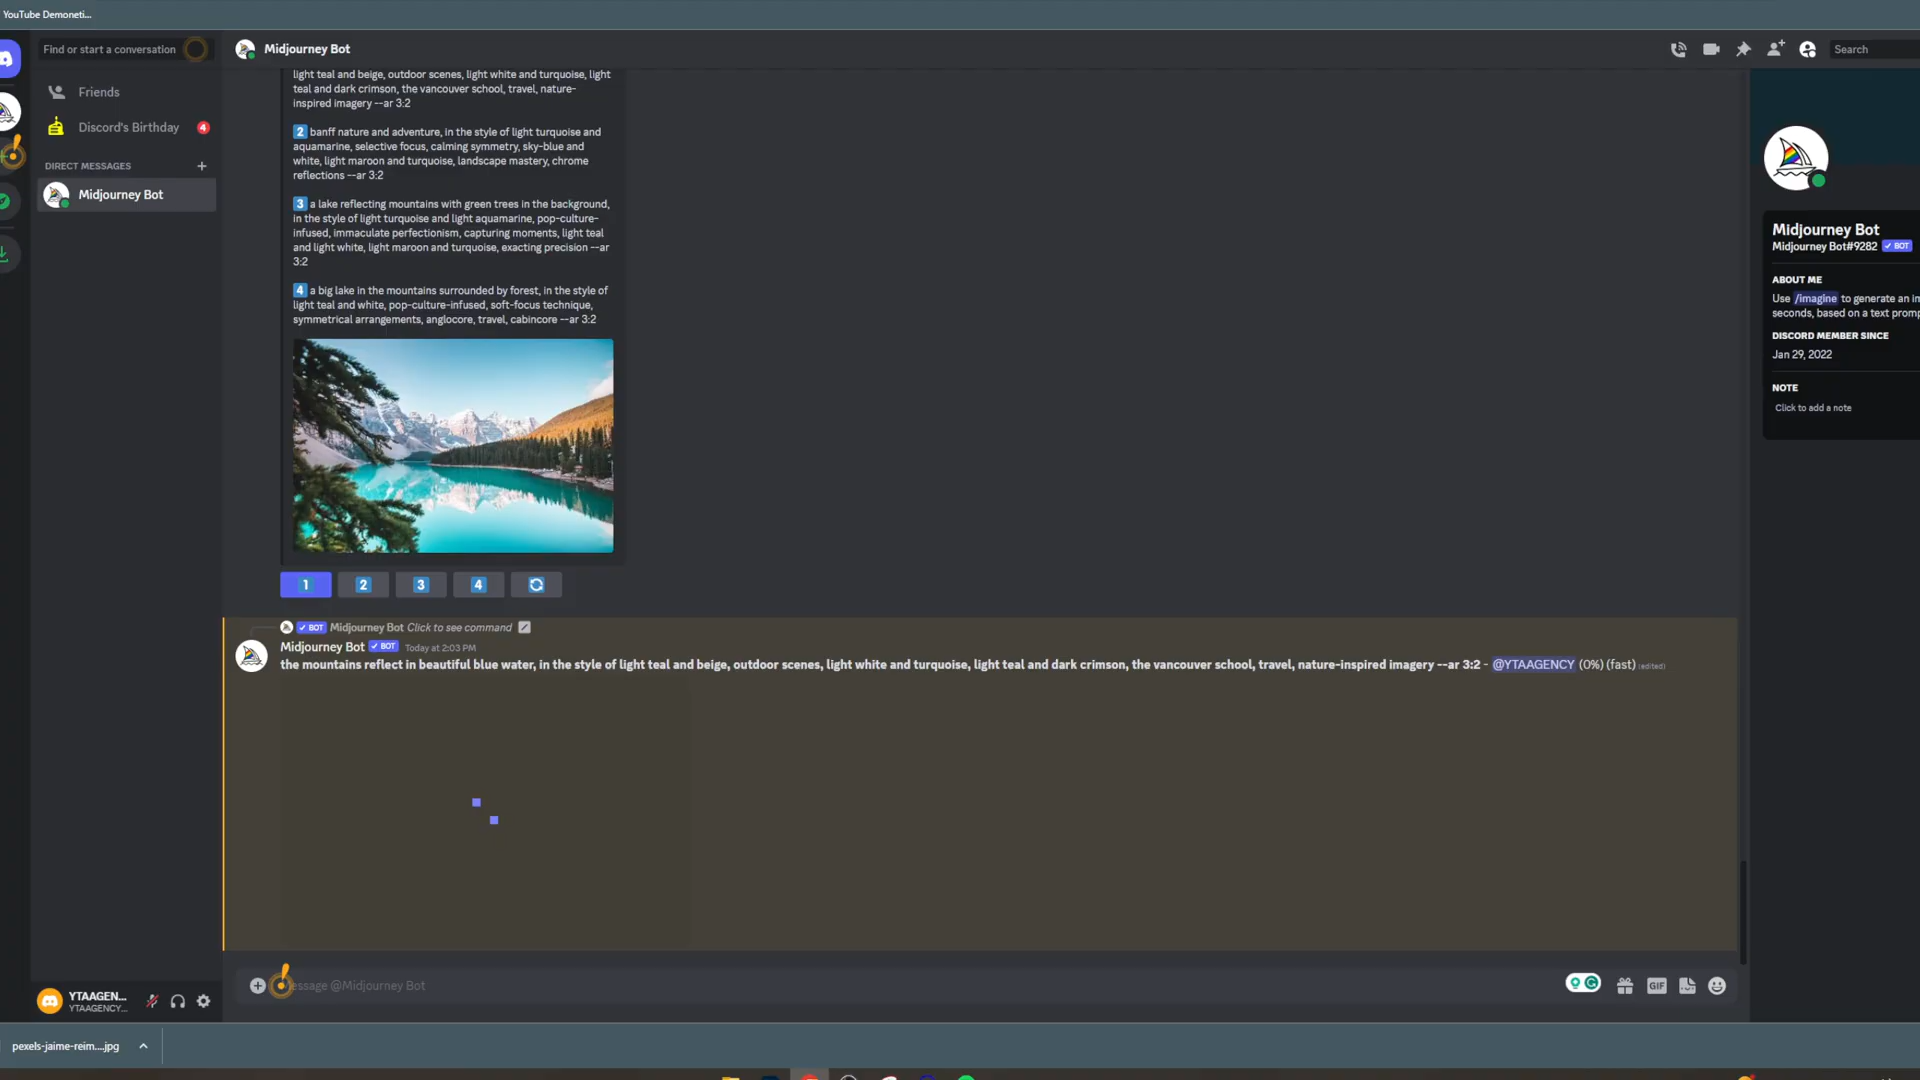 YouTube Demoneti...
Find or start a conversation
Friends
Discord's Birthday
4
DIRECT MESSAGES
Midjourney Bot
Midjourney Bot
Search
light teal and beige, outdoor scenes, light white and turquoise, light
teal and dark crimson, the vancouver school, travel, nature-
inspired imagery --ar 3:2
2 banff nature and adventure, in the style of light turquoise and
aquamarine, selective focus, calming symmetry, sky-blue and
white, light maroon and turquoise, landscape mastery, chrome
reflections --ar 3:2
3 a lake reflecting mountains with green trees in the background,
in the style of light turquoise and light aquamarine, pop-culture-
infused, immaculate perfectionism, capturing moments, light teal
and light white, light maroon and turquoise, exacting precision --ar
3:2
4 a big lake in the mountains surrounded by forest, in the style of
light teal and white, pop-culture-infused, soft-focus technique,
symmetrical arrangements, anglocore, travel, cabincore --ar 3:2
1 2 3 4
BOT Midjourney Bot Click to see command
Midjourney Bot BOT Today at 2:03 PM
the mountains reflect in beautiful blue water, in the style of light teal and beige, outdoor scenes, light white and turquoise, light teal and dark crimson, the vancouver school, travel, nature-inspired imagery --ar 3:2 - @YTAAGENCY (0%) (fast) (edited)
Message @Midjourney Bot
GIF
Midjourney Bot
Midjourney Bot#9282 BOT
ABOUT ME
Use /imagine to generate an im
seconds, based on a text promp
DISCORD MEMBER SINCE
Jan 29, 2022
NOTE
Click to add a note
YTAAGEN...
YTAAGENCY...
pexels-jaime-reim....jpg